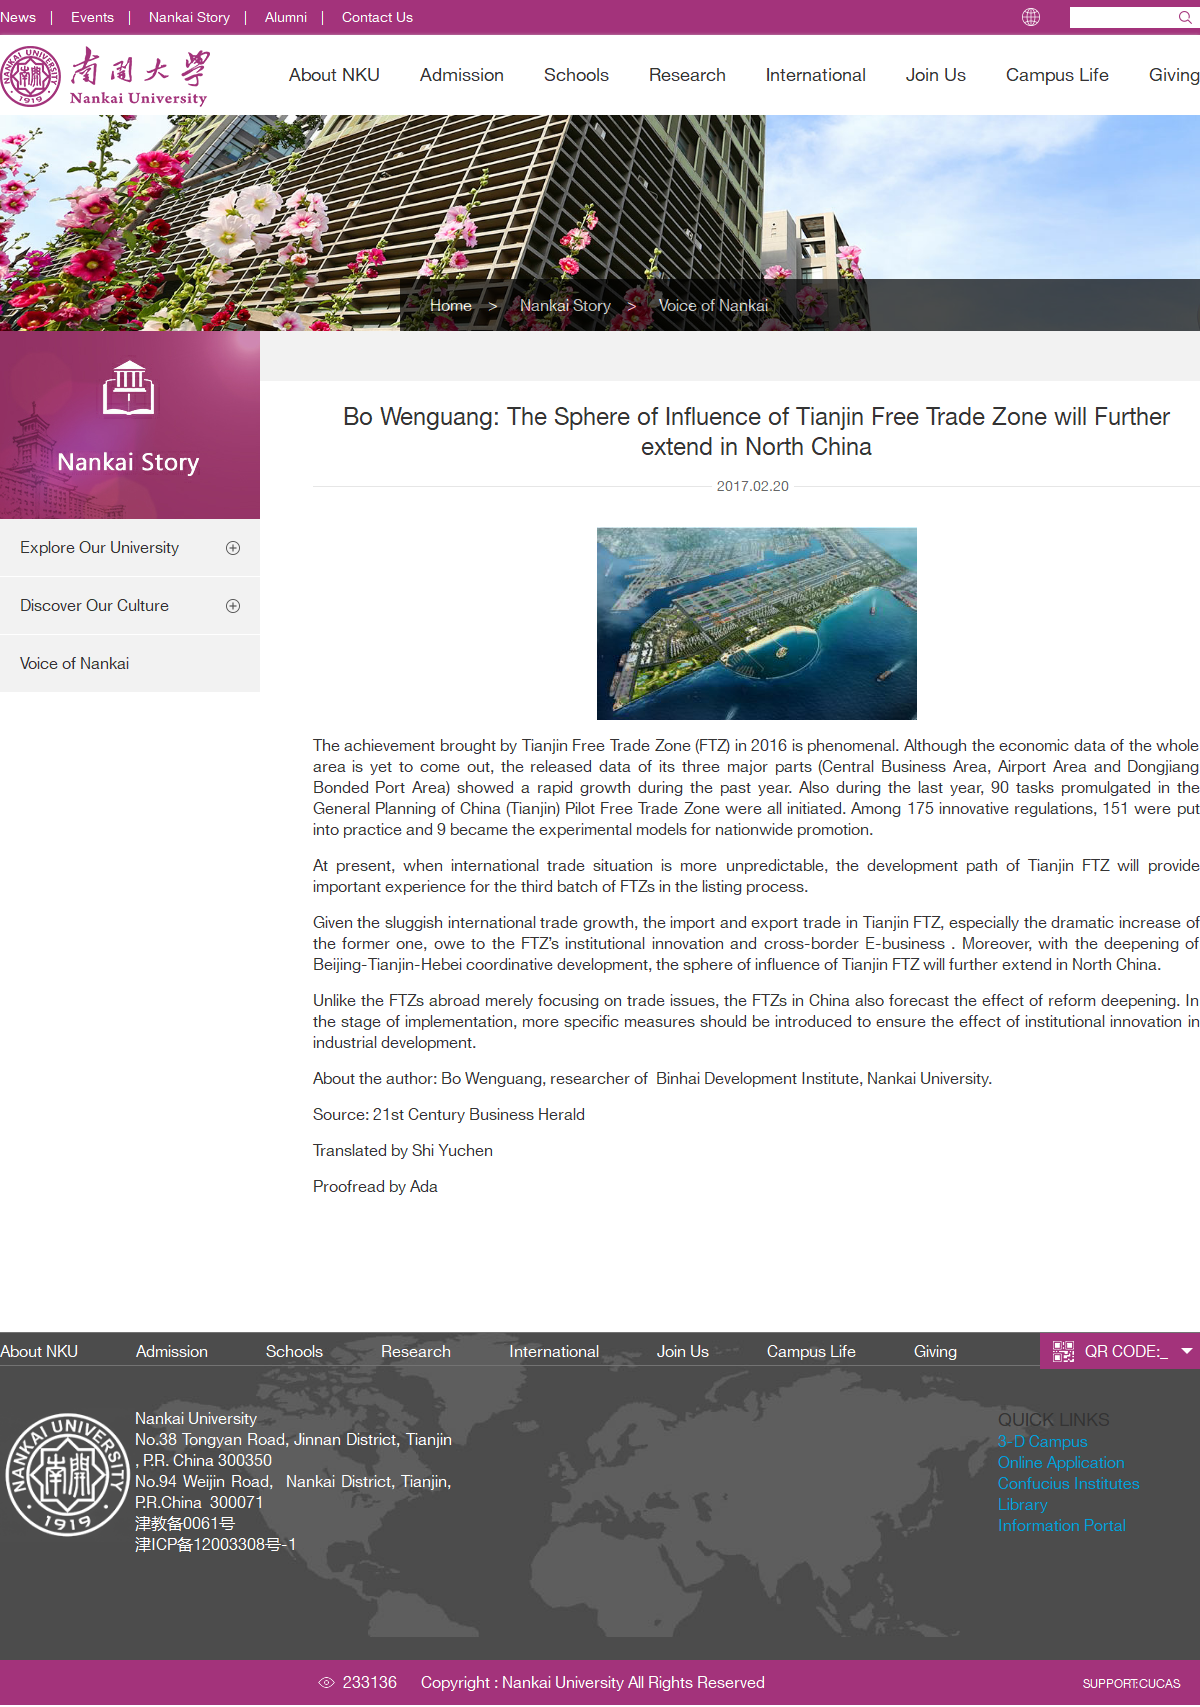 News | Events | Nankai Story | Alumni | Contact Us
NANKAI UNIVERSITY
南開
1919
南開大學
Nankai University
About NKU Admission Schools Research International Join Us Campus Life Giving
Home > Nankai Story > Voice of Nankai
Nankai Story
Explore Our University
Discover Our Culture
Voice of Nankai
Bo Wenguang: The Sphere of Influence of Tianjin Free Trade Zone will Further
extend in North China
2017.02.20
The achievement brought by Tianjin Free Trade Zone (FTZ) in 2016 is phenomenal. Although the economic data of the whole
area is yet to come out, the released data of its three major parts (Central Business Area, Airport Area and Dongjiang
Bonded Port Area) showed a rapid growth during the past year. Also during the last year, 90 tasks promulgated in the
General Planning of China (Tianjin) Pilot Free Trade Zone were all initiated. Among 175 innovative regulations, 151 were put
into practice and 9 became the experimental models for nationwide promotion.
At present, when international trade situation is more unpredictable, the development path of Tianjin FTZ will provide
important experience for the third batch of FTZs in the listing process.
Given the sluggish international trade growth, the import and export trade in Tianjin FTZ, especially the dramatic increase of
the former one, owe to the FTZ’s institutional innovation and cross-border E-business . Moreover, with the deepening of
Beijing-Tianjin-Hebei coordinative development, the sphere of influence of Tianjin FTZ will further extend in North China.
Unlike the FTZs abroad merely focusing on trade issues, the FTZs in China also forecast the effect of reform deepening. In
the stage of implementation, more specific measures should be introduced to ensure the effect of institutional innovation in
industrial development.
About the author: Bo Wenguang, researcher of  Binhai Development Institute, Nankai University.
Source: 21st Century Business Herald
Translated by Shi Yuchen
Proofread by Ada
About NKU Admission Schools Research International Join Us Campus Life Giving QR CODE:_
NANKAI UNIVERSITY
南開
1919
Nankai University
No.38 Tongyan Road, Jinnan District, Tianjin
, P.R. China 300350
No.94 Weijin Road,  Nankai District, Tianjin,
P.R.China  300071
津教备0061号
津ICP备12003308号-1
QUICK LINKS
3-D Campus
Online Application
Confucius Institutes
Library
Information Portal
233136 Copyright : Nankai University All Rights Reserved
SUPPORT:CUCAS